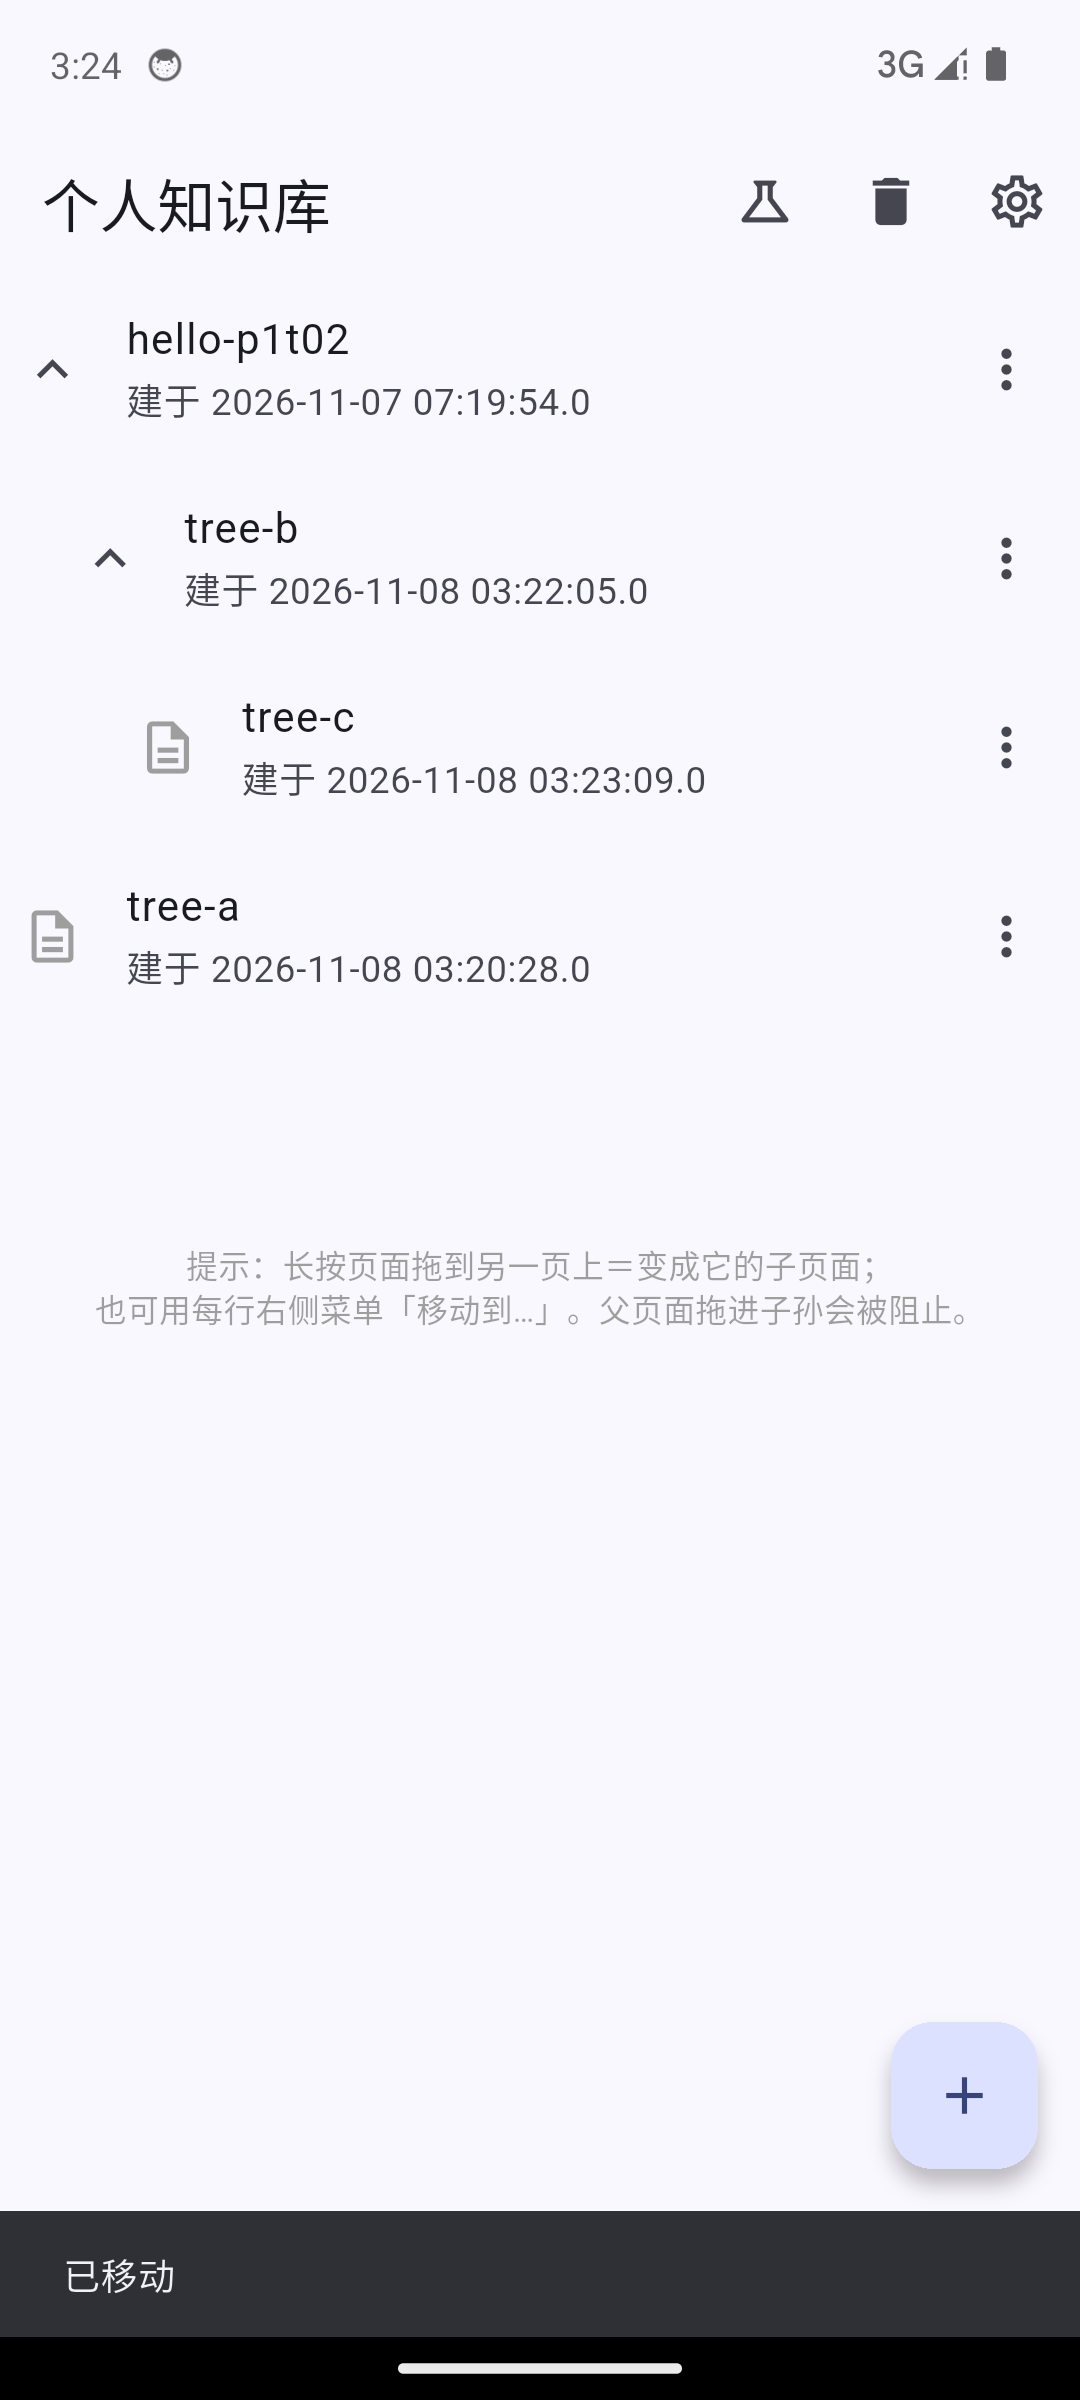 3:24
3G
个人知识库
hello-p1t02
建于 2026-11-07 07:19:54.0
tree-b
建于 2026-11-08 03:22:05.0
tree-c
建于 2026-11-08 03:23:09.0
tree-a
建于 2026-11-08 03:20:28.0
提示：长按页面拖到另一页上＝变成它的子页面；
也可用每行右侧菜单「移动到…」。父页面拖进子孙会被阻止。
已移动